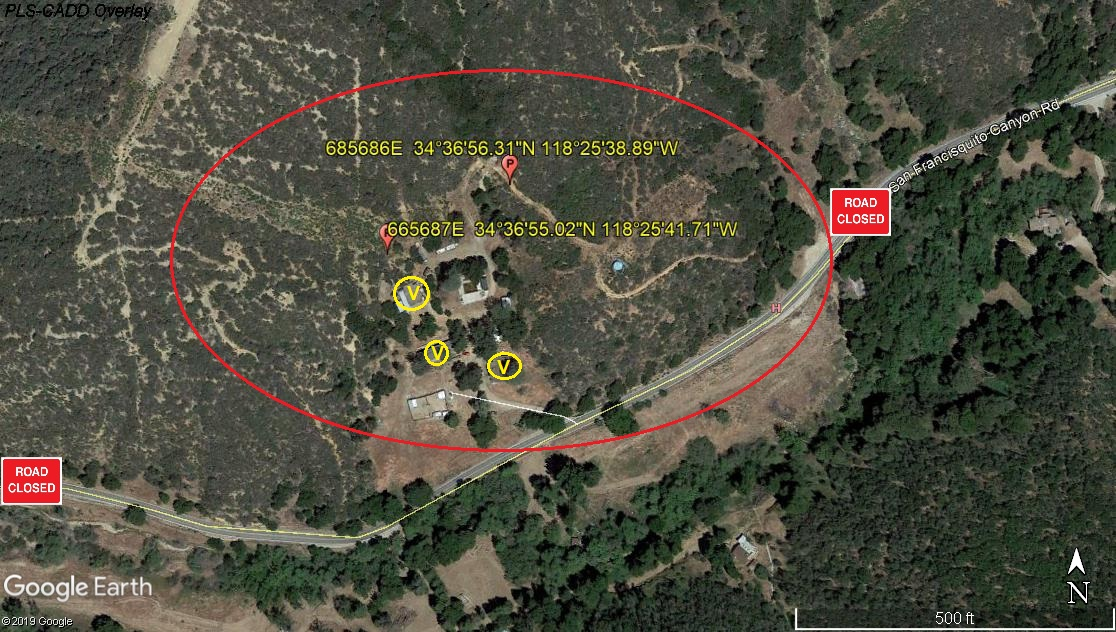 PLS-CADD Overlay
San Francisquito Canyon Rd
685686E 34°36'56.31"N 118°25'38.89"W
P
ROAD
CLOSED
665687E 34°36'55.02"N 118°25'41.71"W
V
H
V
V
ROAD
CLOSED
Google Earth
N
© 2019 Google
500 ft